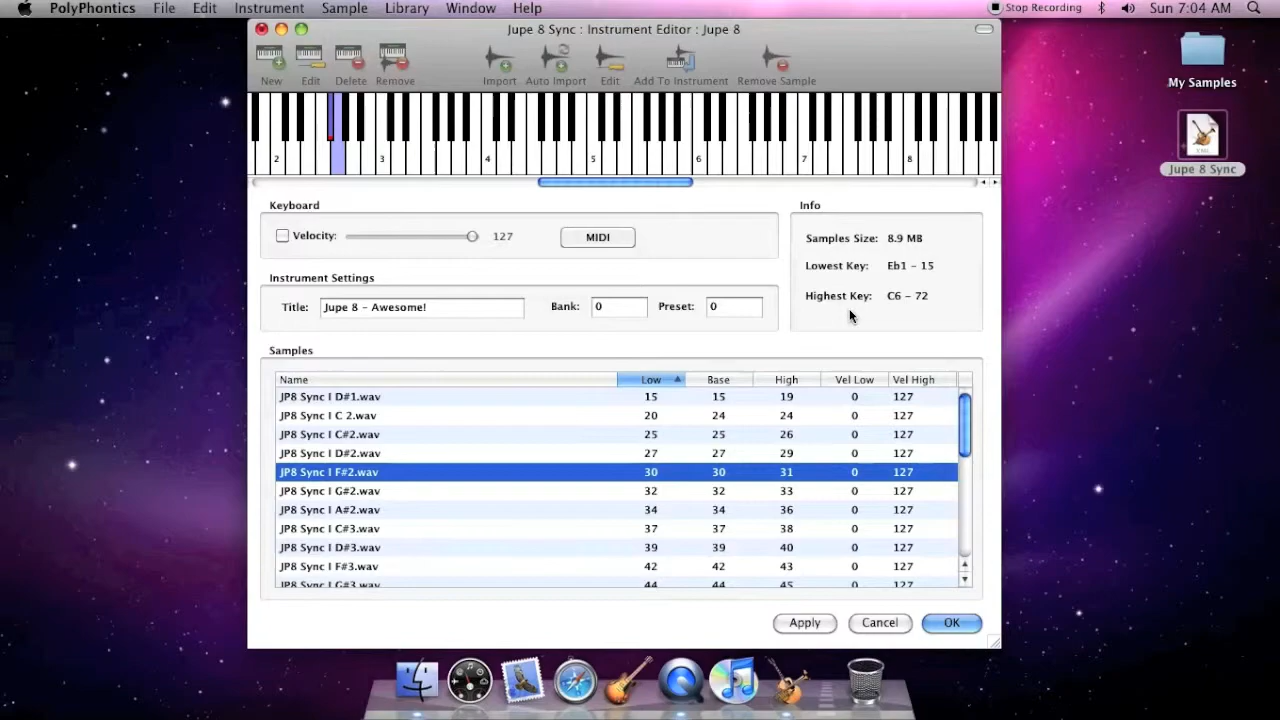 PolyPhontics File Edit Instrument Sample Library Window Help Stop Recording Sun 7:04 AM
Jupe 8 Sync : Instrument Editor : Jupe 8
New Edit Delete Remove Import Auto Import Edit Add To Instrument Remove Sample
My Samples
Jupe 8 Sync
2 3 4 5 6 7 8
Keyboard
Velocity: 127 MIDI
Info
Samples Size: 8.9 MB
Lowest Key: Eb1 - 15
Highest Key: C6 - 72
Instrument Settings
Title: Jupe 8 - Awesome! Bank: 0 Preset: 0
Samples
Name Low Base High Vel Low Vel High
JP8 Sync I D#1.wav 15 15 19 0 127
JP8 Sync I C 2.wav 20 24 24 0 127
JP8 Sync I C#2.wav 25 25 26 0 127
JP8 Sync I D#2.wav 27 27 29 0 127
JP8 Sync I F#2.wav 30 30 31 0 127
JP8 Sync I G#2.wav 32 32 33 0 127
JP8 Sync I A#2.wav 34 34 36 0 127
JP8 Sync I C#3.wav 37 37 38 0 127
JP8 Sync I D#3.wav 39 39 40 0 127
JP8 Sync I F#3.wav 42 42 43 0 127
JP8 Sync I G#3.wav 44 44 45 0 127
Apply Cancel OK